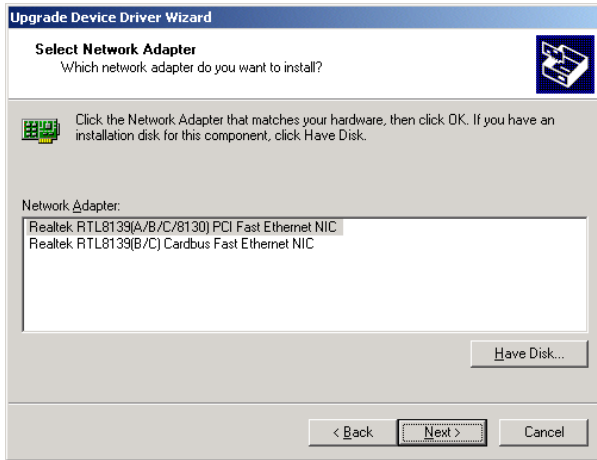 Upgrade Device Driver Wizard
Select Network Adapter
Which network adapter do you want to install?
Click the Network Adapter that matches your hardware, then click OK. If you have an
installation disk for this component, click Have Disk.
Network Adapter:
Realtek RTL8139(A/B/C/8130) PCI Fast Ethernet NIC
Realtek RTL8139(B/C) Cardbus Fast Ethernet NIC
Have Disk...
< Back
Next >
Cancel